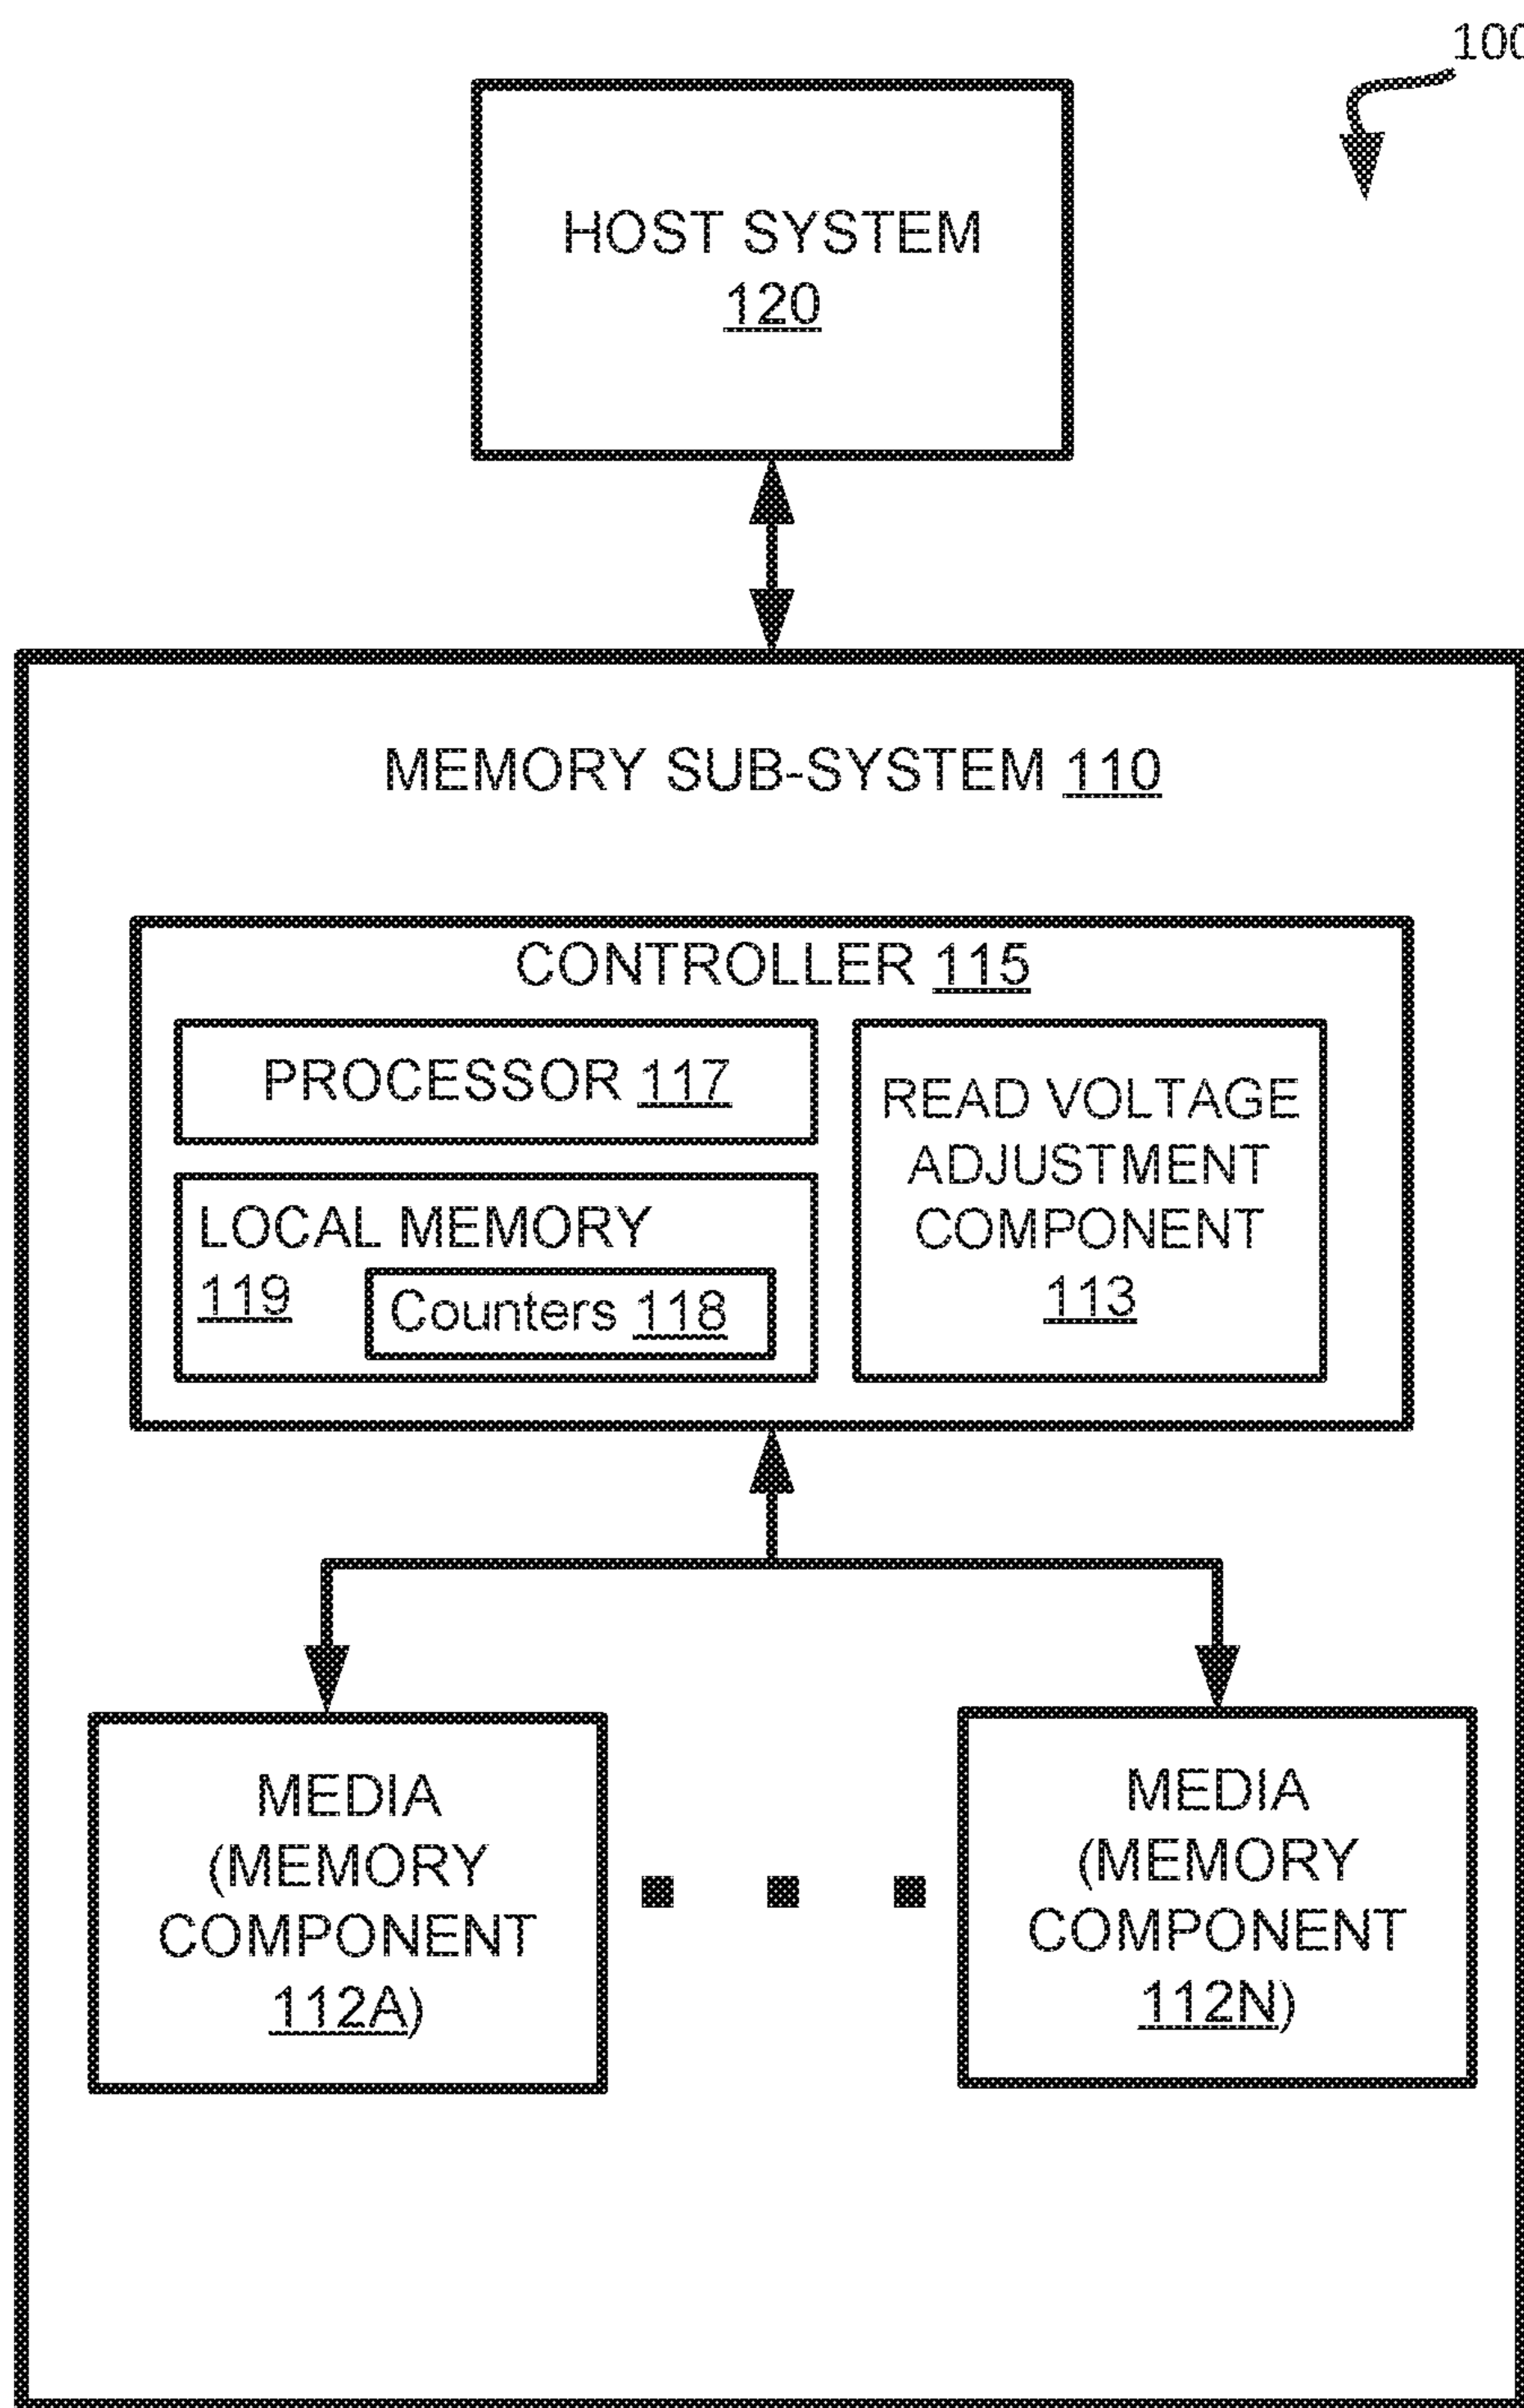 100
HOST SYSTEM
120
MEMORY SUB-SYSTEM 110
CONTROLLER 115
PROCESSOR 117
LOCAL MEMORY
119
Counters 118
READ VOLTAGE
ADJUSTMENT
COMPONENT
113
MEDIA
(MEMORY
COMPONENT
112A)
MEDIA
(MEMORY
COMPONENT
112N)